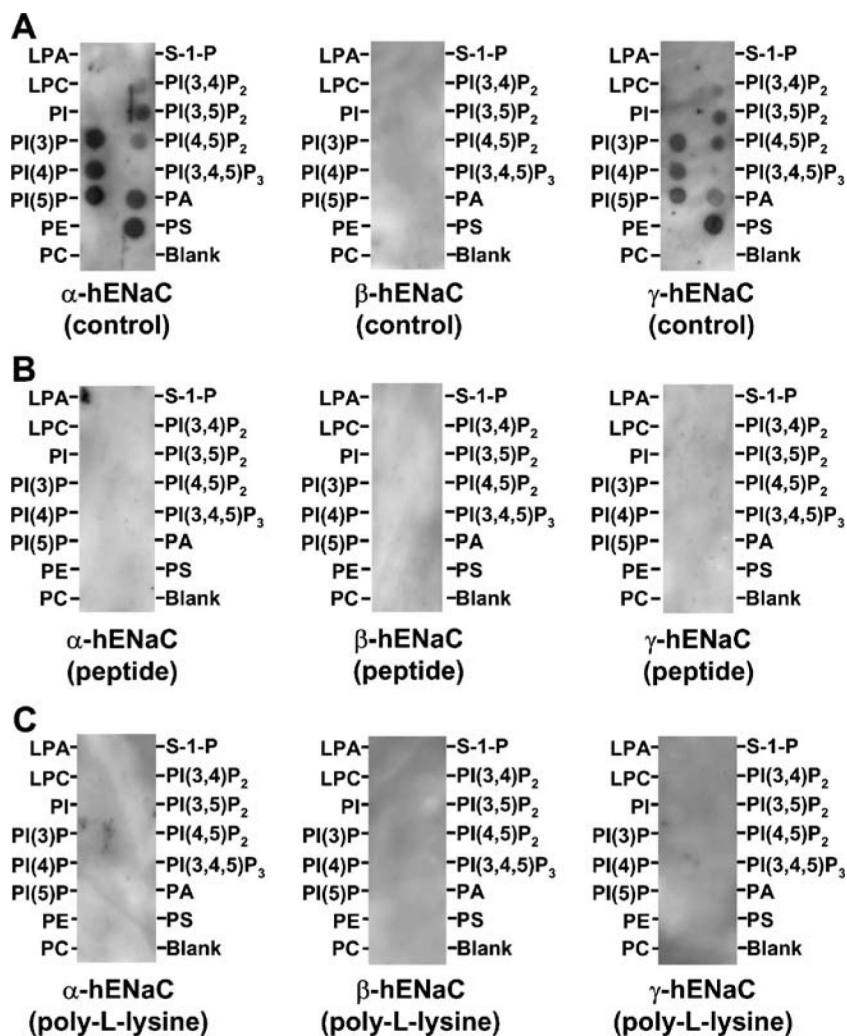 A
LPA S-1-P LPA S-1-P LPA S-1-P
LPC PI(3,4)P2 LPC PI(3,4)P2 LPC PI(3,4)P2
PI PI(3,5)P2 PI PI(3,5)P2 PI PI(3,5)P2
PI(3)P PI(4,5)P2 PI(3)P PI(4,5)P2 PI(3)P PI(4,5)P2
PI(4)P PI(3,4,5)P3 PI(4)P PI(3,4,5)P3 PI(4)P PI(3,4,5)P3
PI(5)P PA PI(5)P PA PI(5)P PA
PE PS PE PS PE PS
PC Blank PC Blank PC Blank
α-hENaC β-hENaC γ-hENaC
(control) (control) (control)
B
LPA S-1-P LPA S-1-P LPA S-1-P
LPC PI(3,4)P2 LPC PI(3,4)P2 LPC PI(3,4)P2
PI PI(3,5)P2 PI PI(3,5)P2 PI PI(3,5)P2
PI(3)P PI(4,5)P2 PI(3)P PI(4,5)P2 PI(3)P PI(4,5)P2
PI(4)P PI(3,4,5)P3 PI(4)P PI(3,4,5)P3 PI(4)P PI(3,4,5)P3
PI(5)P PA PI(5)P PA PI(5)P PA
PE PS PE PS PE PS
PC Blank PC Blank PC Blank
α-hENaC β-hENaC γ-hENaC
(peptide) (peptide) (peptide)
C
LPA S-1-P LPA S-1-P LPA S-1-P
LPC PI(3,4)P2 LPC PI(3,4)P2 LPC PI(3,4)P2
PI PI(3,5)P2 PI PI(3,5)P2 PI PI(3,5)P2
PI(3)P PI(4,5)P2 PI(3)P PI(4,5)P2 PI(3)P PI(4,5)P2
PI(4)P PI(3,4,5)P3 PI(4)P PI(3,4,5)P3 PI(4)P PI(3,4,5)P3
PI(5)P PA PI(5)P PA PI(5)P PA
PE PS PE PS PE PS
PC Blank PC Blank PC Blank
α-hENaC β-hENaC γ-hENaC
(poly-L-lysine) (poly-L-lysine) (poly-L-lysine)